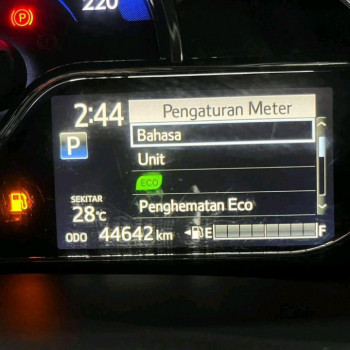 220
P
2:44
Pengaturan Meter
P
Bahasa
Unit
ECO
Penghematan Eco
SEKITAR
28°C
ODO 44642 km
E F